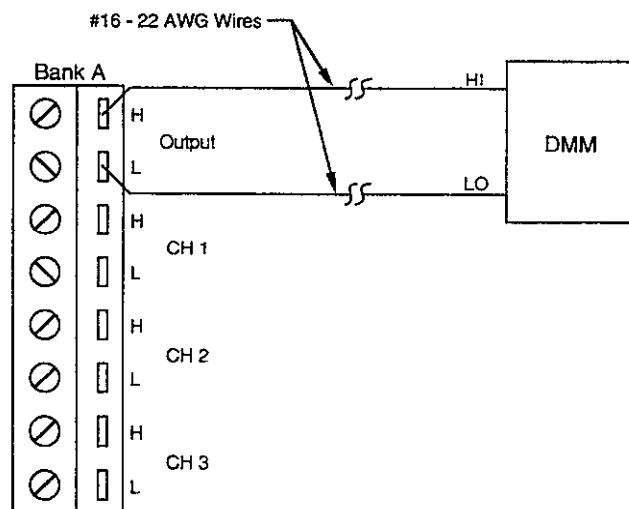 #16 - 22 AWG Wires
Bank A
HI
H
Output
DMM
L
LO
H
CH 1
L
H
CH 2
L
H
CH 3
L